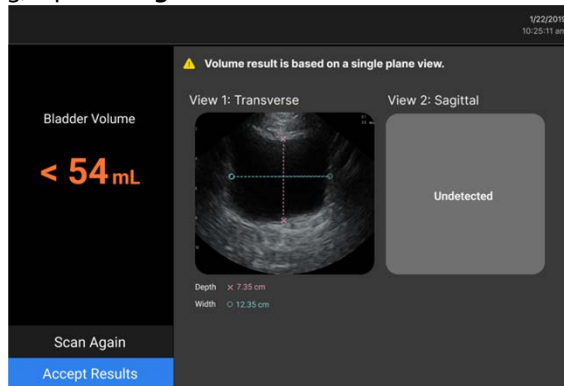 1/22/2019
10:25:11 am
Volume result is based on a single plane view.
Bladder Volume
< 54 mL
View 1: Transverse
View 2: Sagittal
Undetected
Depth × 7.35 cm
Width ○ 12.35 cm
Scan Again
Accept Results